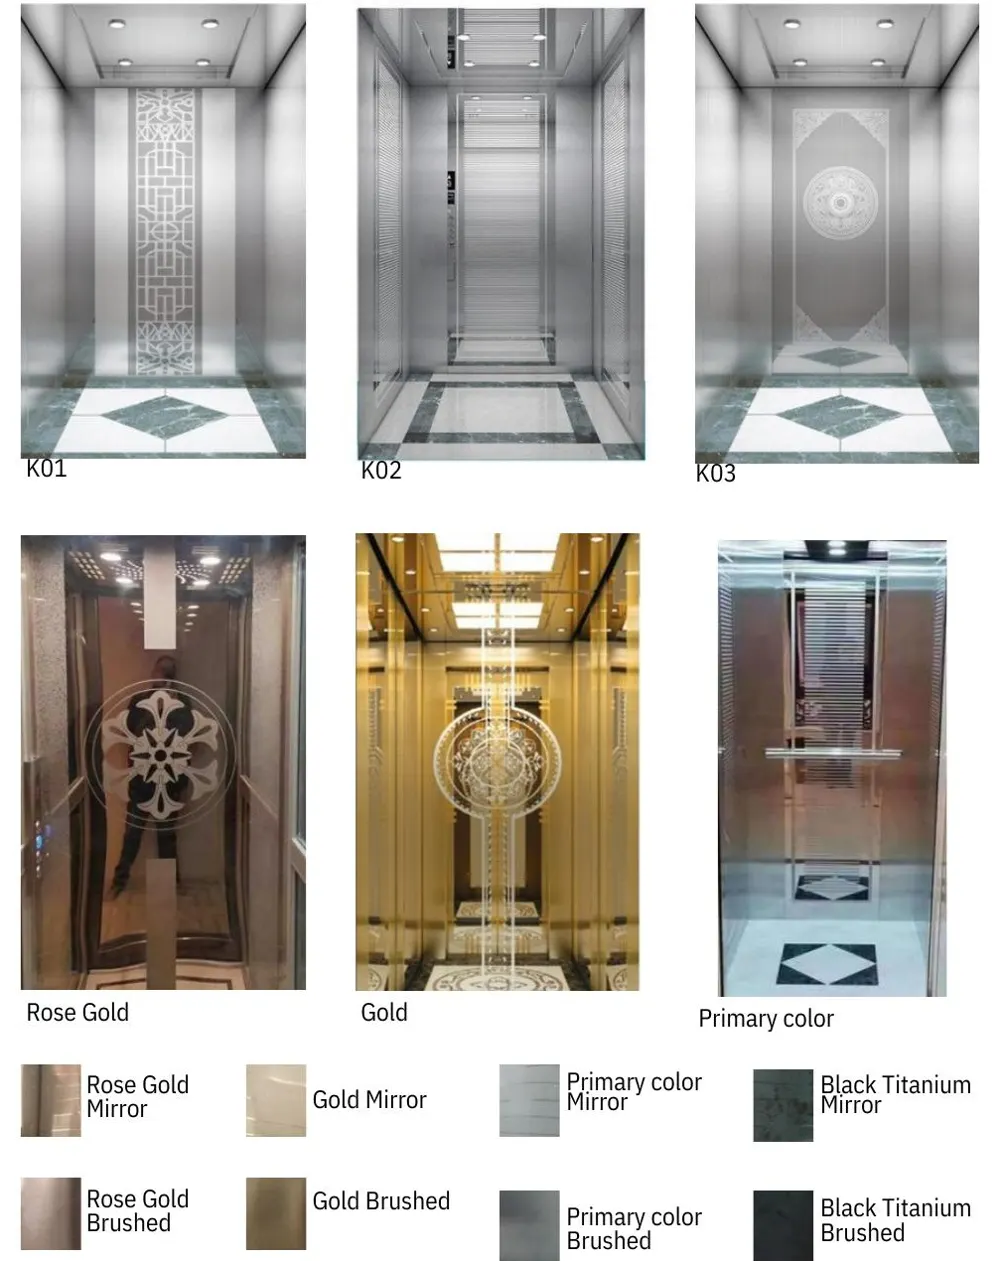 K01
K02
K03
Rose Gold
Gold
Primary color
Rose Gold
Mirror
Gold Mirror
Primary color
Mirror
Black Titanium
Mirror
Rose Gold
Brushed
Gold Brushed
Primary color
Brushed
Black Titanium
Brushed